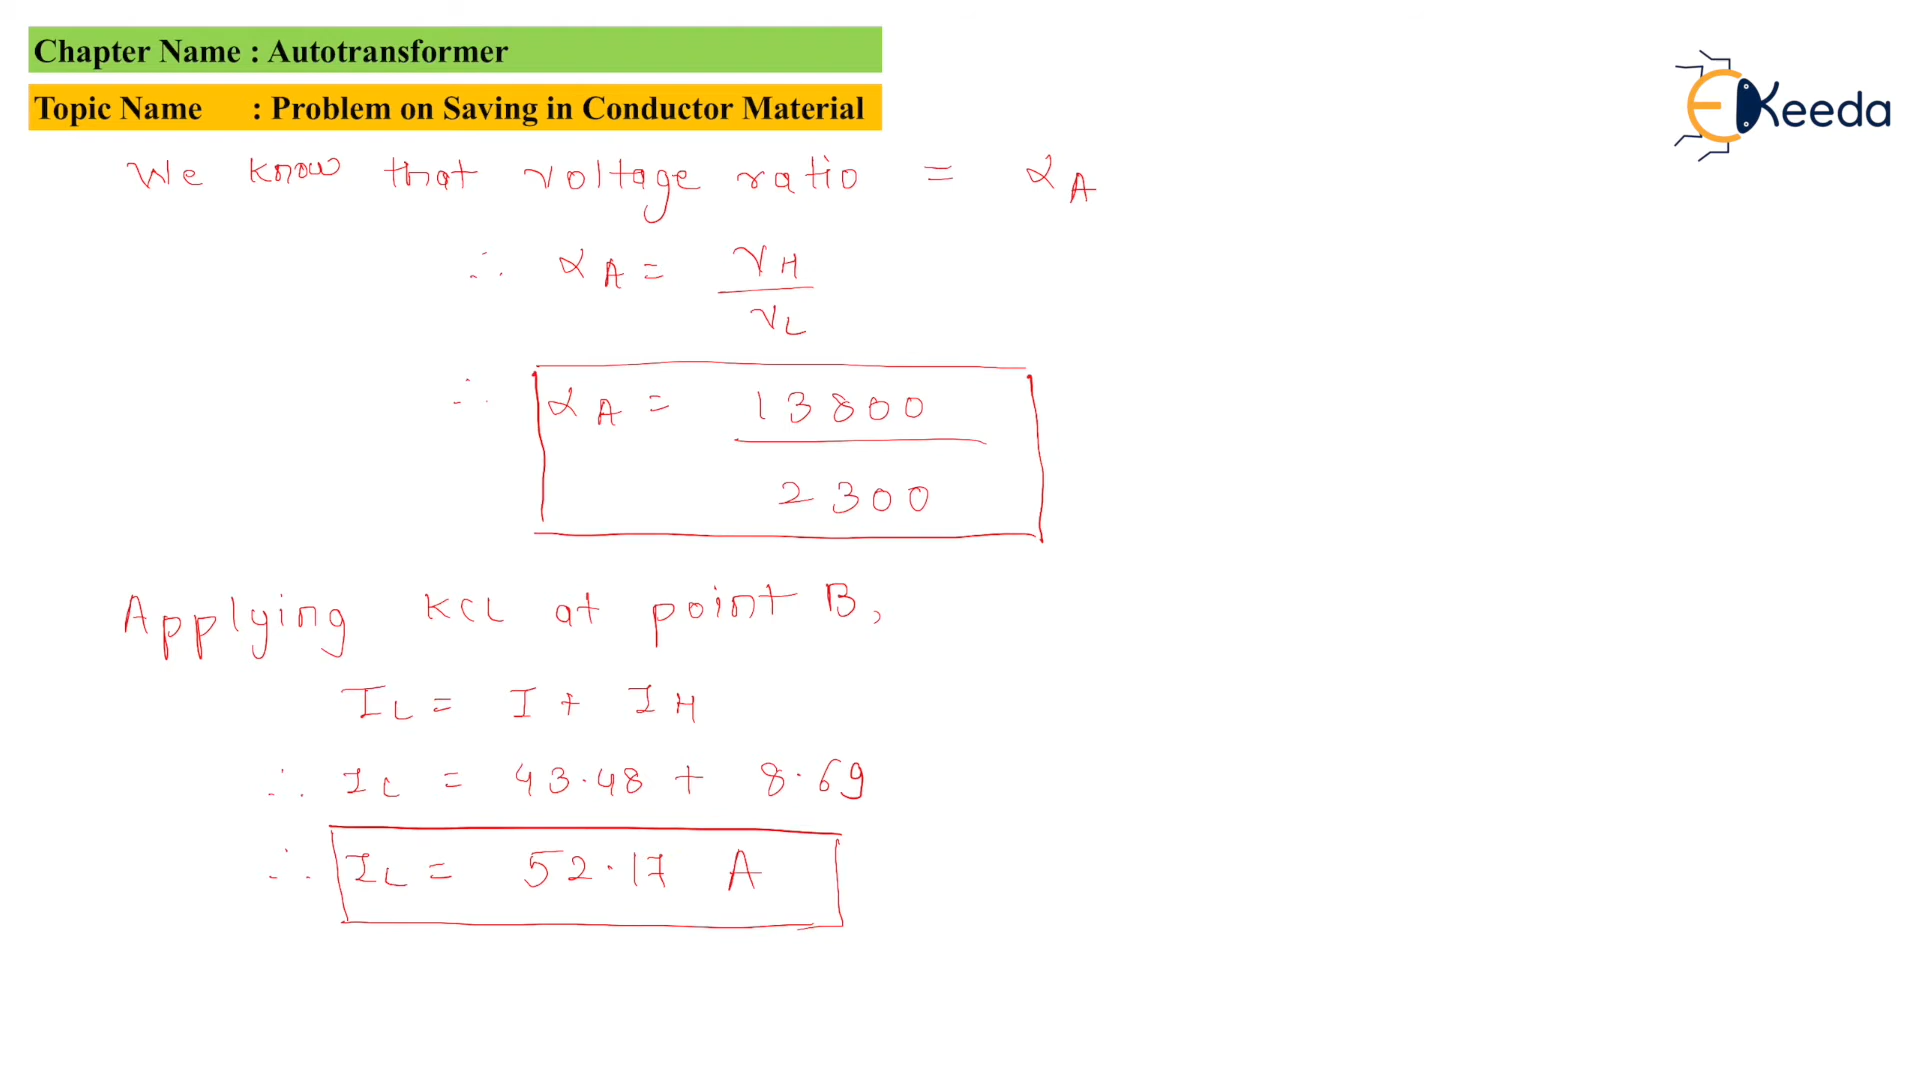 Chapter Name : Autotransformer
Topic Name : Problem on Saving in Conductor Material
EKeeda
We know that voltage ratio = αA
∴ αA = VH / VL
∴ αA = 13800 / 2300
Applying KCL at point B,
IL = I + IH
∴ IL = 43.48 + 8.69
∴ IL = 52.17 A